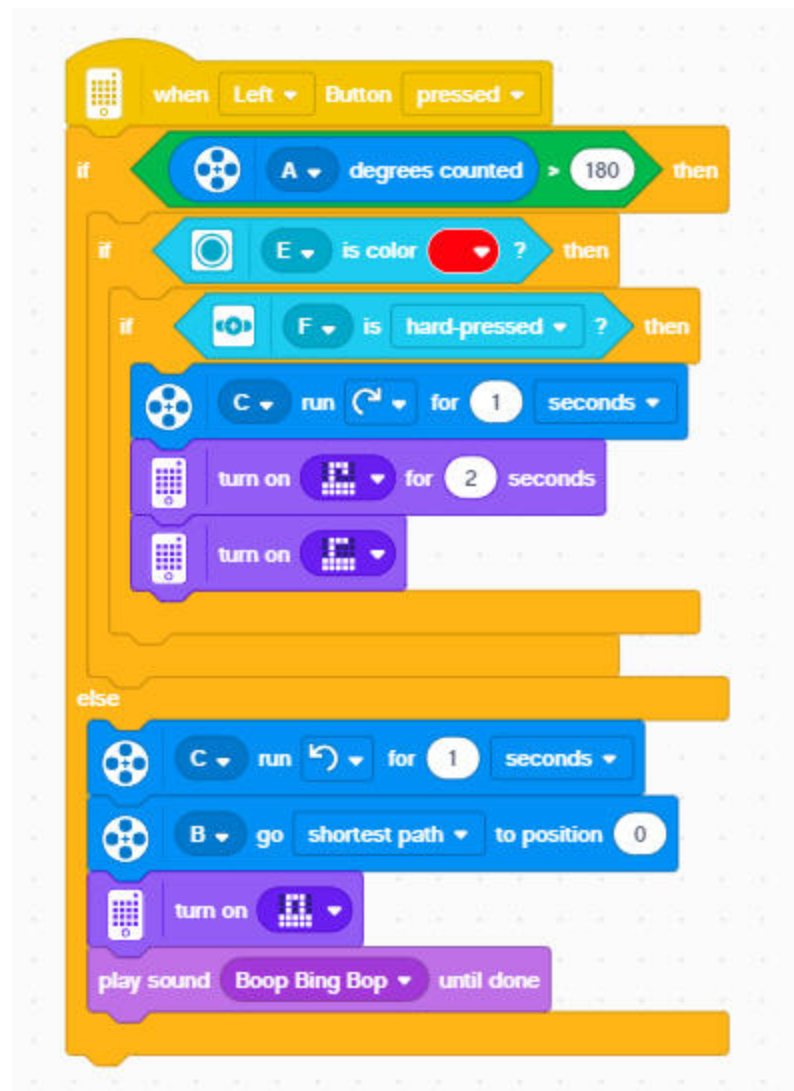 when Left Button pressed
if A degrees counted > 180 then
if E is color ? then
if F is hard-pressed ? then
C run for 1 seconds
turn on for 2 seconds
turn on
else
C run for 1 seconds
B go shortest path to position 0
turn on
play sound Boop Bing Bop until done